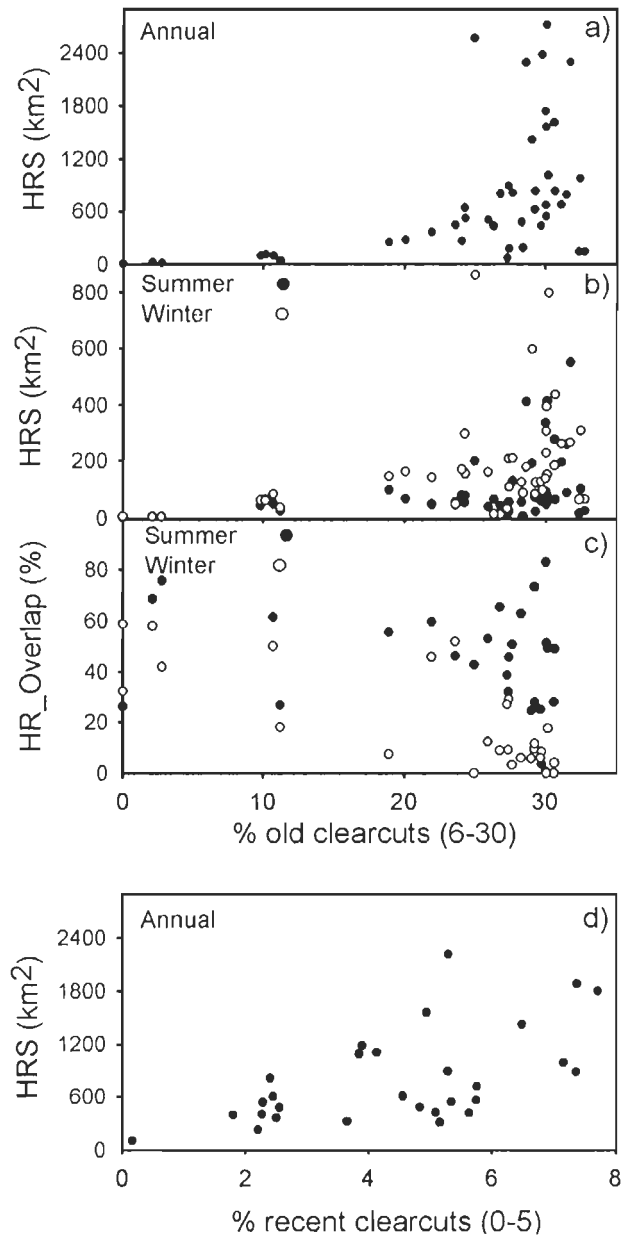 Annual
a)
2400
1800
1200
600
0
HRS (km2)
Summer
Winter
b)
800
600
400
200
0
HRS (km2)
Summer
Winter
c)
80
60
40
20
0
HR_Overlap (%)
0 10 20 30
% old clearcuts (6-30)
Annual
d)
2400
1800
1200
600
0
HRS (km2)
0 2 4 6 8
% recent clearcuts (0-5)